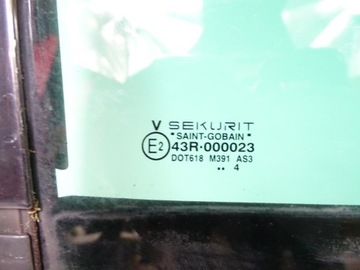 V SEKURIT
"SAINT-GOBAIN"
E2 43R·000023
DOT618 M391 AS3
.. 4